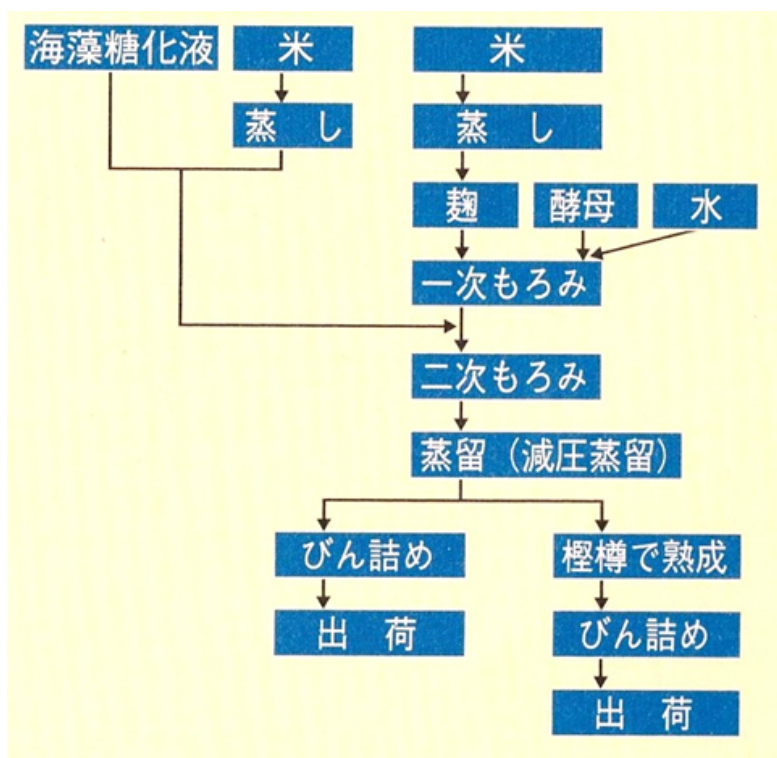 海藻糖化液 米 米
蒸 し 蒸 し
麹 酵母 水
一次もろみ
二次もろみ
蒸留（減圧蒸留）
びん詰め 樫樽で熟成
出 荷 びん詰め
出 荷